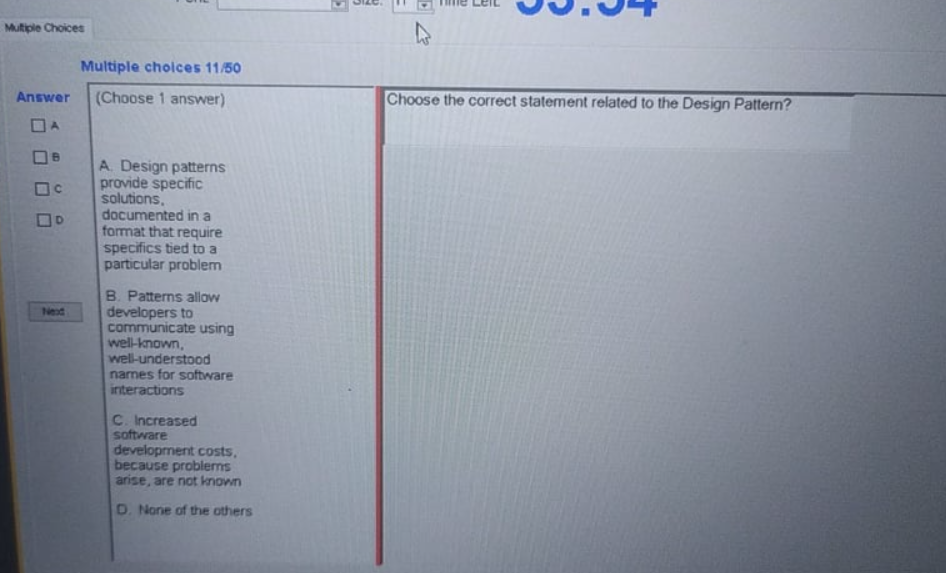 Size:
Time Left
Multiple Choices
Multiple choices 11/50
Answer
(Choose 1 answer)
Choose the correct statement related to the Design Pattern?
A
B
C
D
A. Design patterns
provide specific
solutions,
documented in a
format that require
specifics tied to a
particular problem
B. Patterns allow
developers to
communicate using
well-known,
well-understood
names for software
interactions
C. Increased
software
development costs,
because problems
arise, are not known
D. None of the others
Next